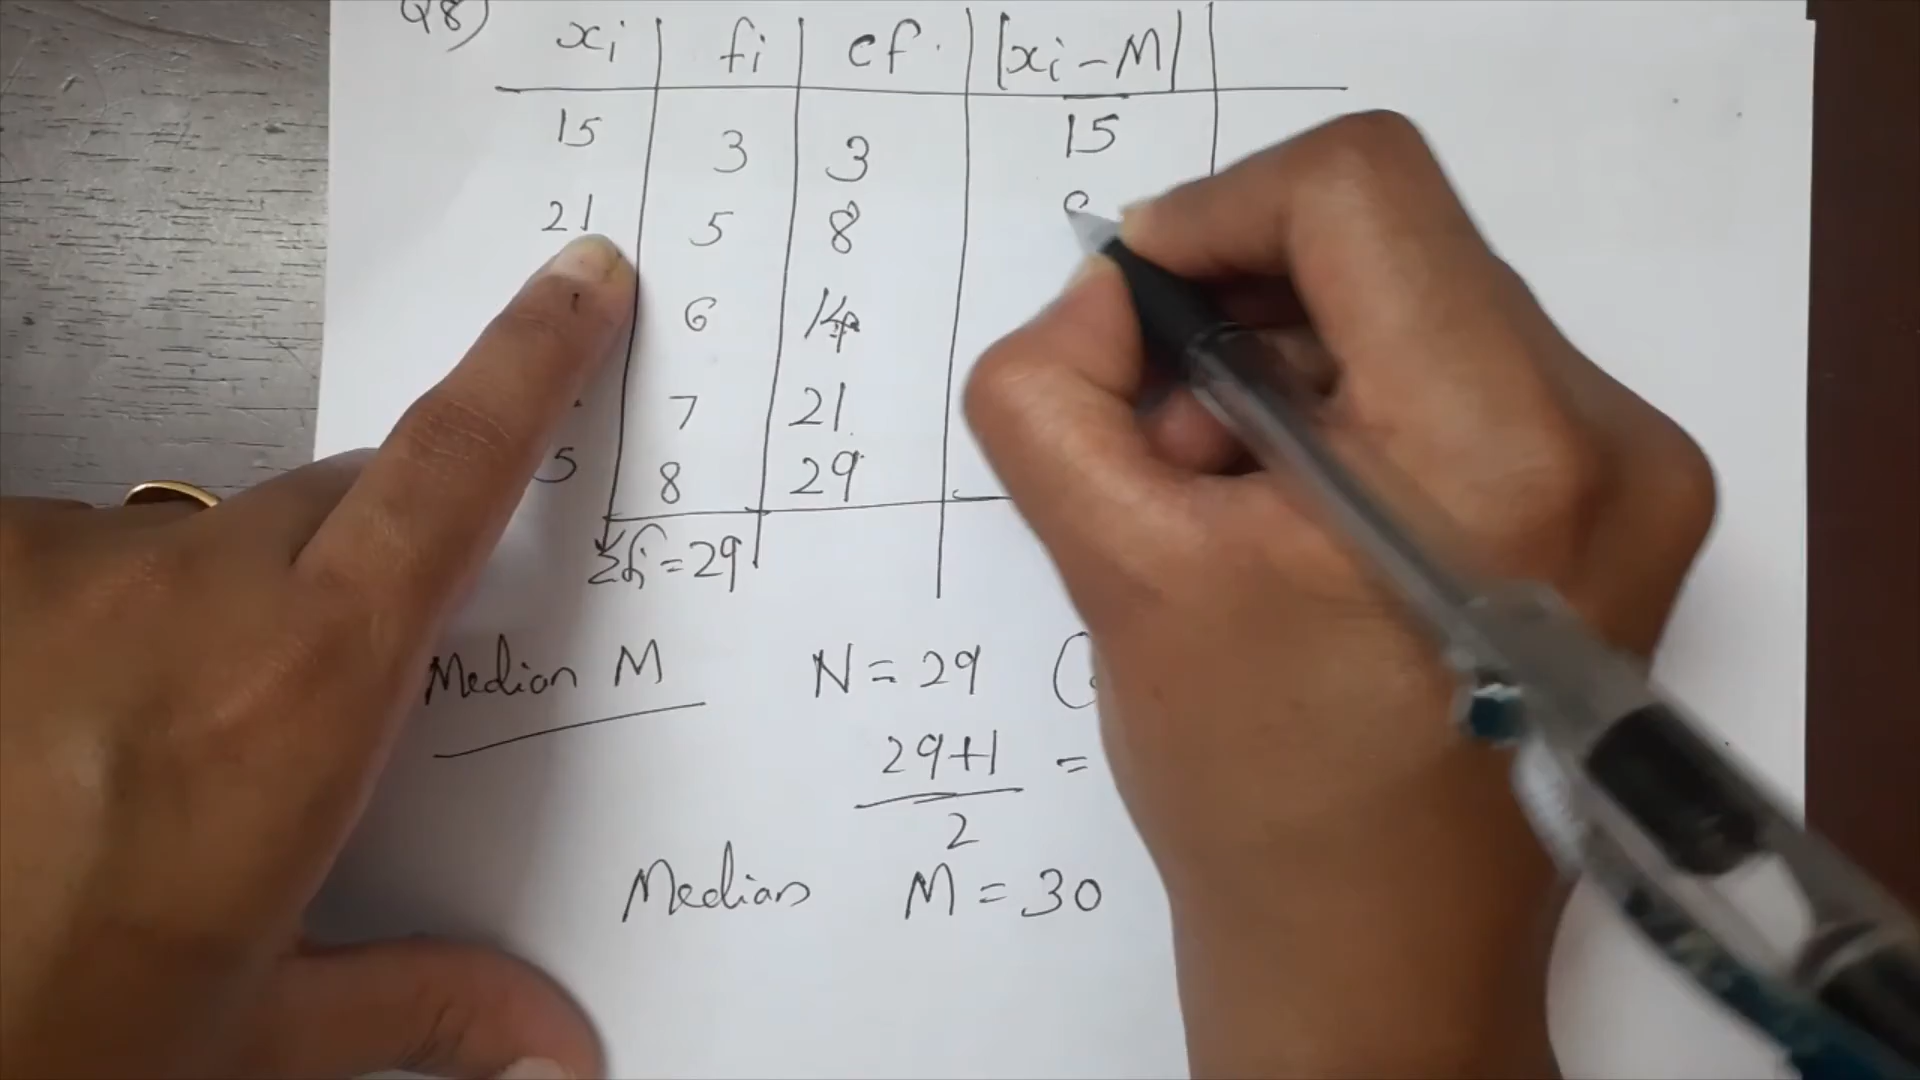 Q8)
xi fi cf. |xi - M|
15 3 3 15
21 5 8
6 14
7 21
5 8 29
Σfi = 29
Median M N = 29
29+1 =
2
Median M = 30